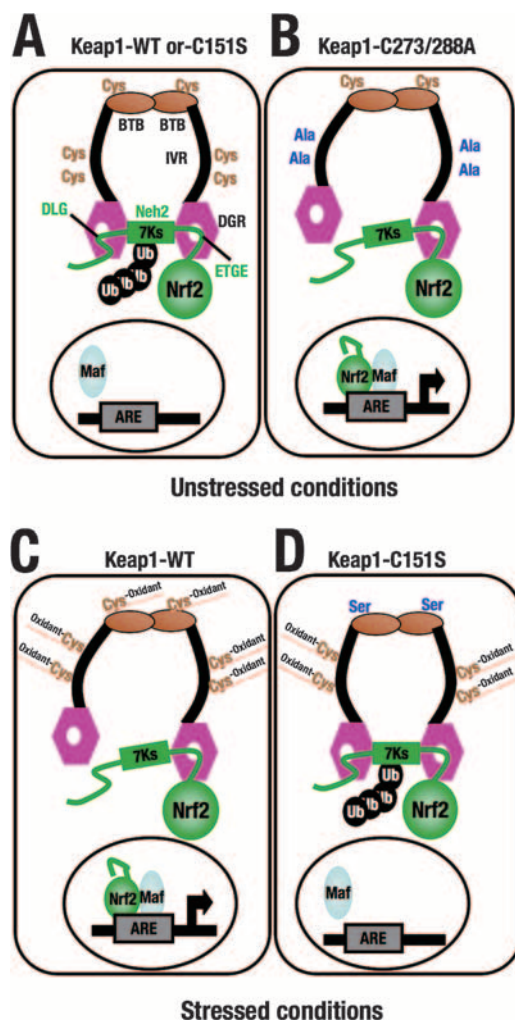 A
Keap1-WT or-C151S
Cys Cys
BTB BTB
Cys IVR Cys
Cys Cys
DLG Neh2 DGR
7Ks
Ub ETGE
Ub Ub Ub Nrf2
Maf
ARE
B
Keap1-C273/288A
Cys Cys
Ala Ala
Ala Ala
7Ks
Nrf2
Nrf2 Maf
ARE
Unstressed conditions
C
Keap1-WT
Cys-Oxidant Cys-Oxidant
Oxidant-Cys Cys-Oxidant
Oxidant-Cys Cys-Oxidant
7Ks
Nrf2
Nrf2 Maf
ARE
D
Keap1-C151S
Ser Ser
Oxidant-Cys Cys-Oxidant
Oxidant-Cys Cys-Oxidant
7Ks
Ub
Ub Ub Ub Nrf2
Maf
ARE
Stressed conditions